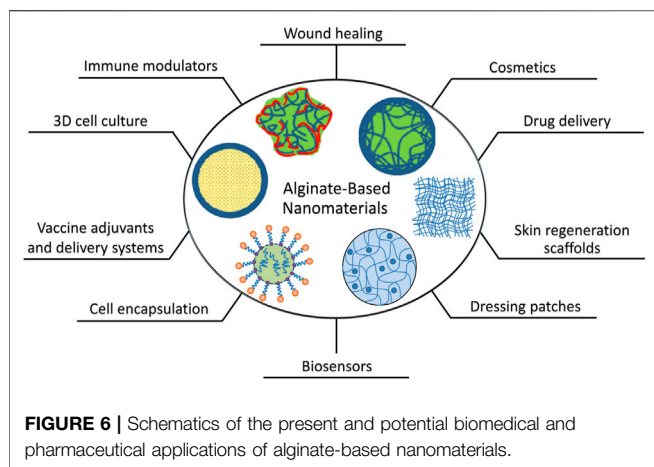 Wound healing
Immune modulators
Cosmetics
3D cell culture
Drug delivery
Alginate-Based
Nanomaterials
Vaccine adjuvants
and delivery systems
Skin regeneration
scaffolds
Cell encapsulation
Dressing patches
Biosensors
FIGURE 6 | Schematics of the present and potential biomedical and
pharmaceutical applications of alginate-based nanomaterials.